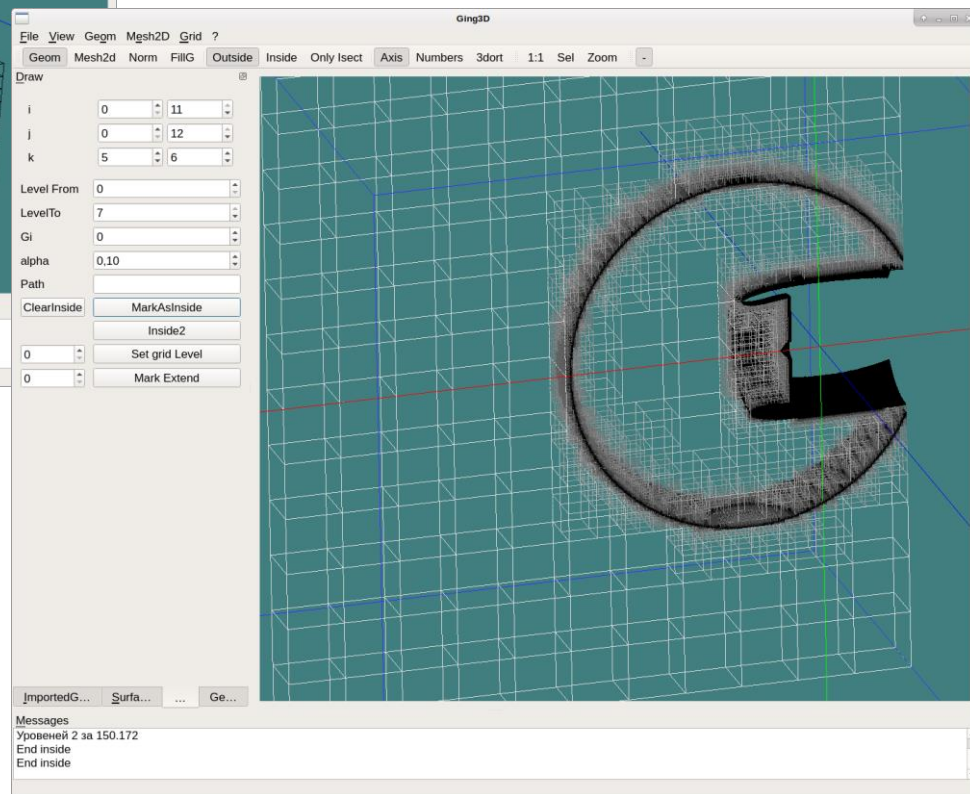 Ging3D
File View Geom Mesh2D Grid ?
Geom Mesh2d Norm FillG Outside Inside Only Isect Axis Numbers 3dort 1:1 Sel Zoom -
Draw
i 0 11
j 0 12
k 5 6
Level From 0
LevelTo 7
Gi 0
alpha 0,10
Path
ClearInside MarkAsInside
Inside2
0 Set grid Level
0 Mark Extend
ImportedG... Surfa... ... Ge...
Messages
Уровеней 2 за 150.172
End inside
End inside